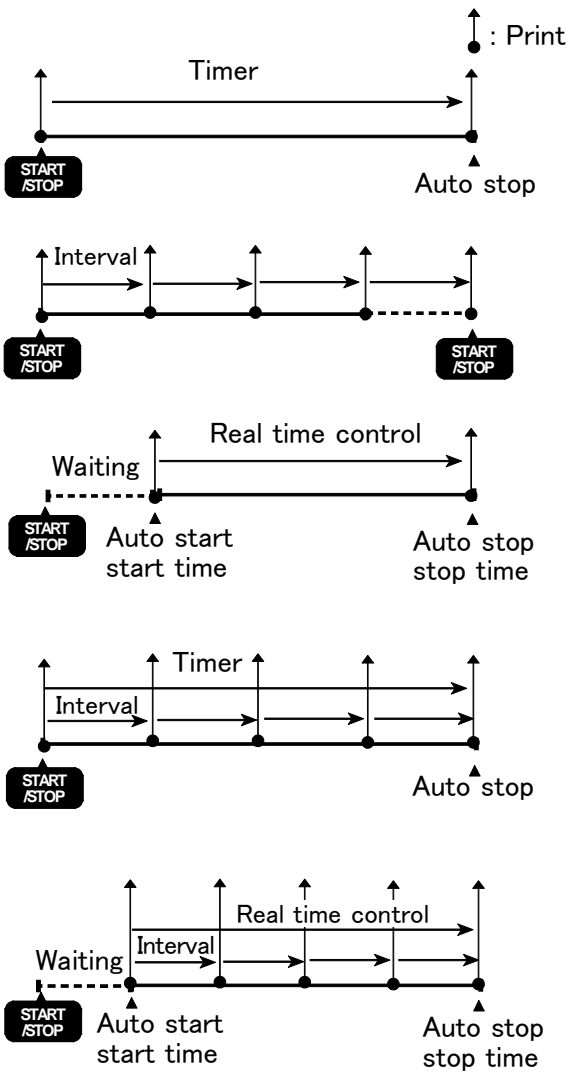 : Print
Timer
START
/STOP
Auto stop
Interval
START
/STOP
START
/STOP
Real time control
Waiting
START
/STOP
Auto start
start time
Auto stop
stop time
Timer
Interval
START
/STOP
Auto stop
Real time control
Interval
Waiting
START
/STOP
Auto start
start time
Auto stop
stop time